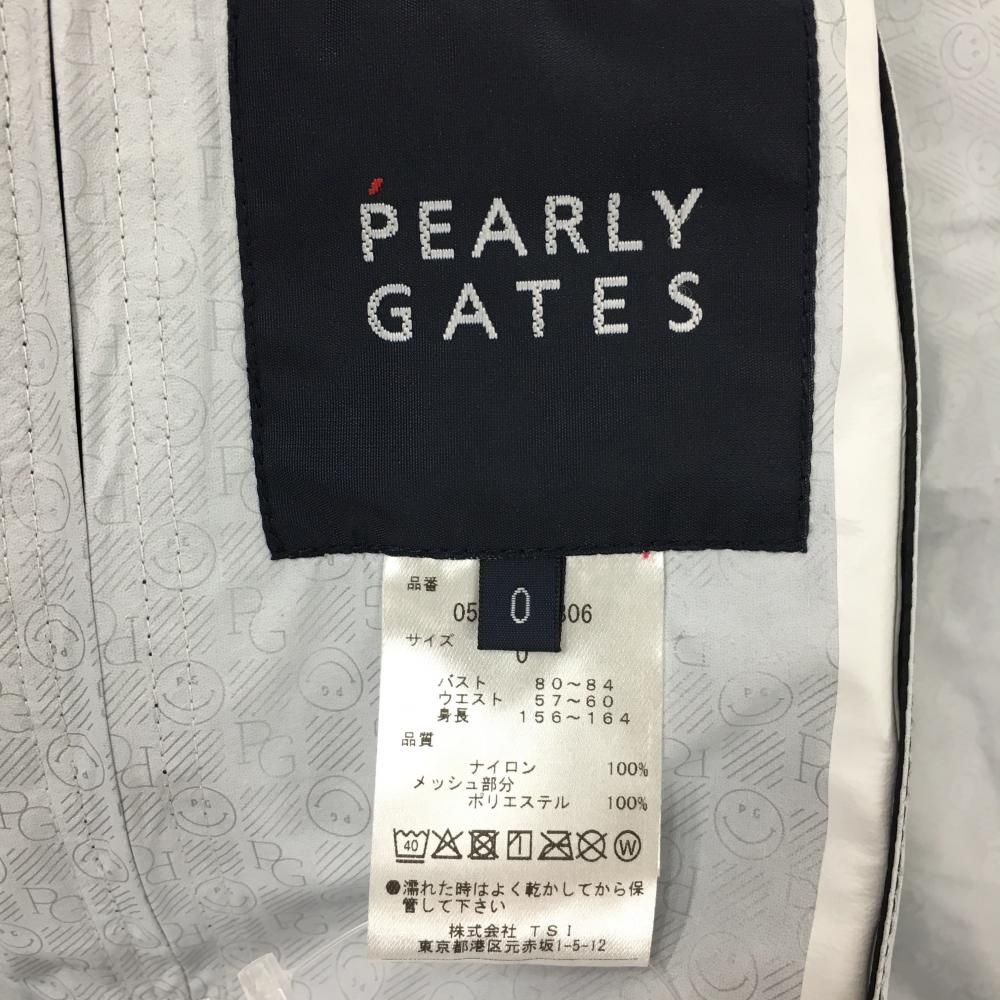 PEARLY
GATES
0
品番
05 306
サイズ
0
バスト 80～84
ウエスト 57～60
身長 156～164
品質
ナイロン 100%
メッシュ部分
ポリエステル 100%
40
W
●濡れた時はよく乾かしてから保
管して下さい
株式会社 TSI
東京都港区元赤坂1-5-12
PG